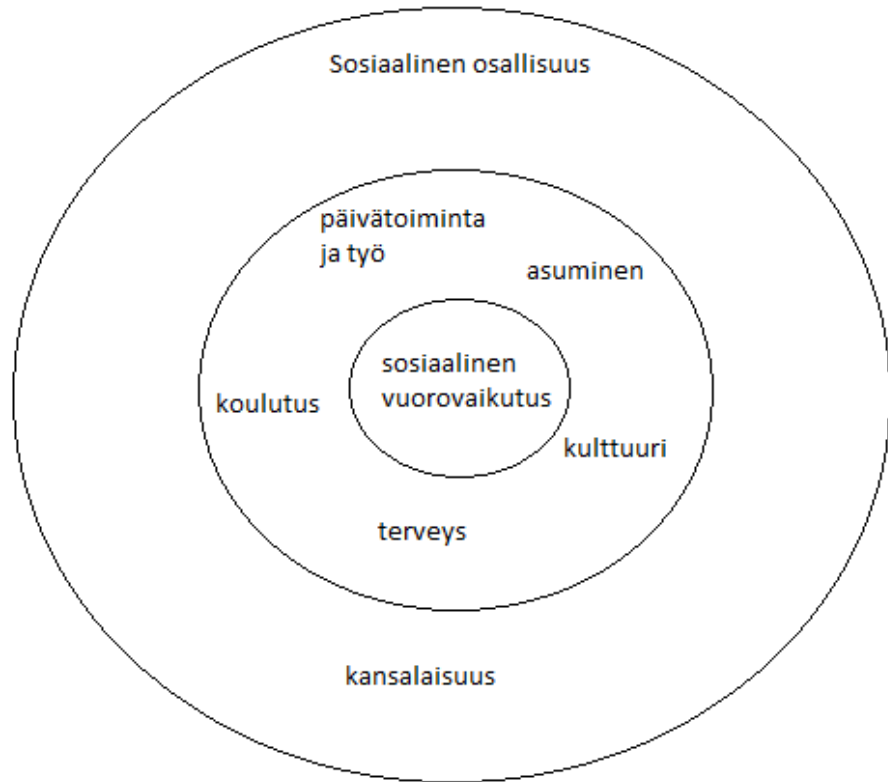 Sosiaalinen osallisuus
päivätoiminta
ja työ
asuminen
sosiaalinen
vuorovaikutus
koulutus
kulttuuri
terveys
kansalaisuus